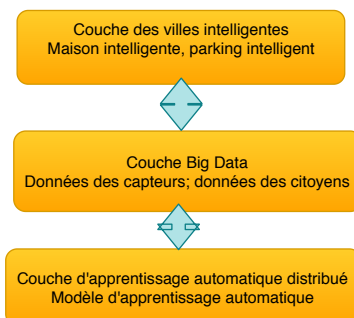 Couche des villes intelligentes
Maison intelligente, parking intelligent
Couche Big Data
Données des capteurs; données des citoyens
Couche d'apprentissage automatique distribué
Modèle d'apprentissage automatique